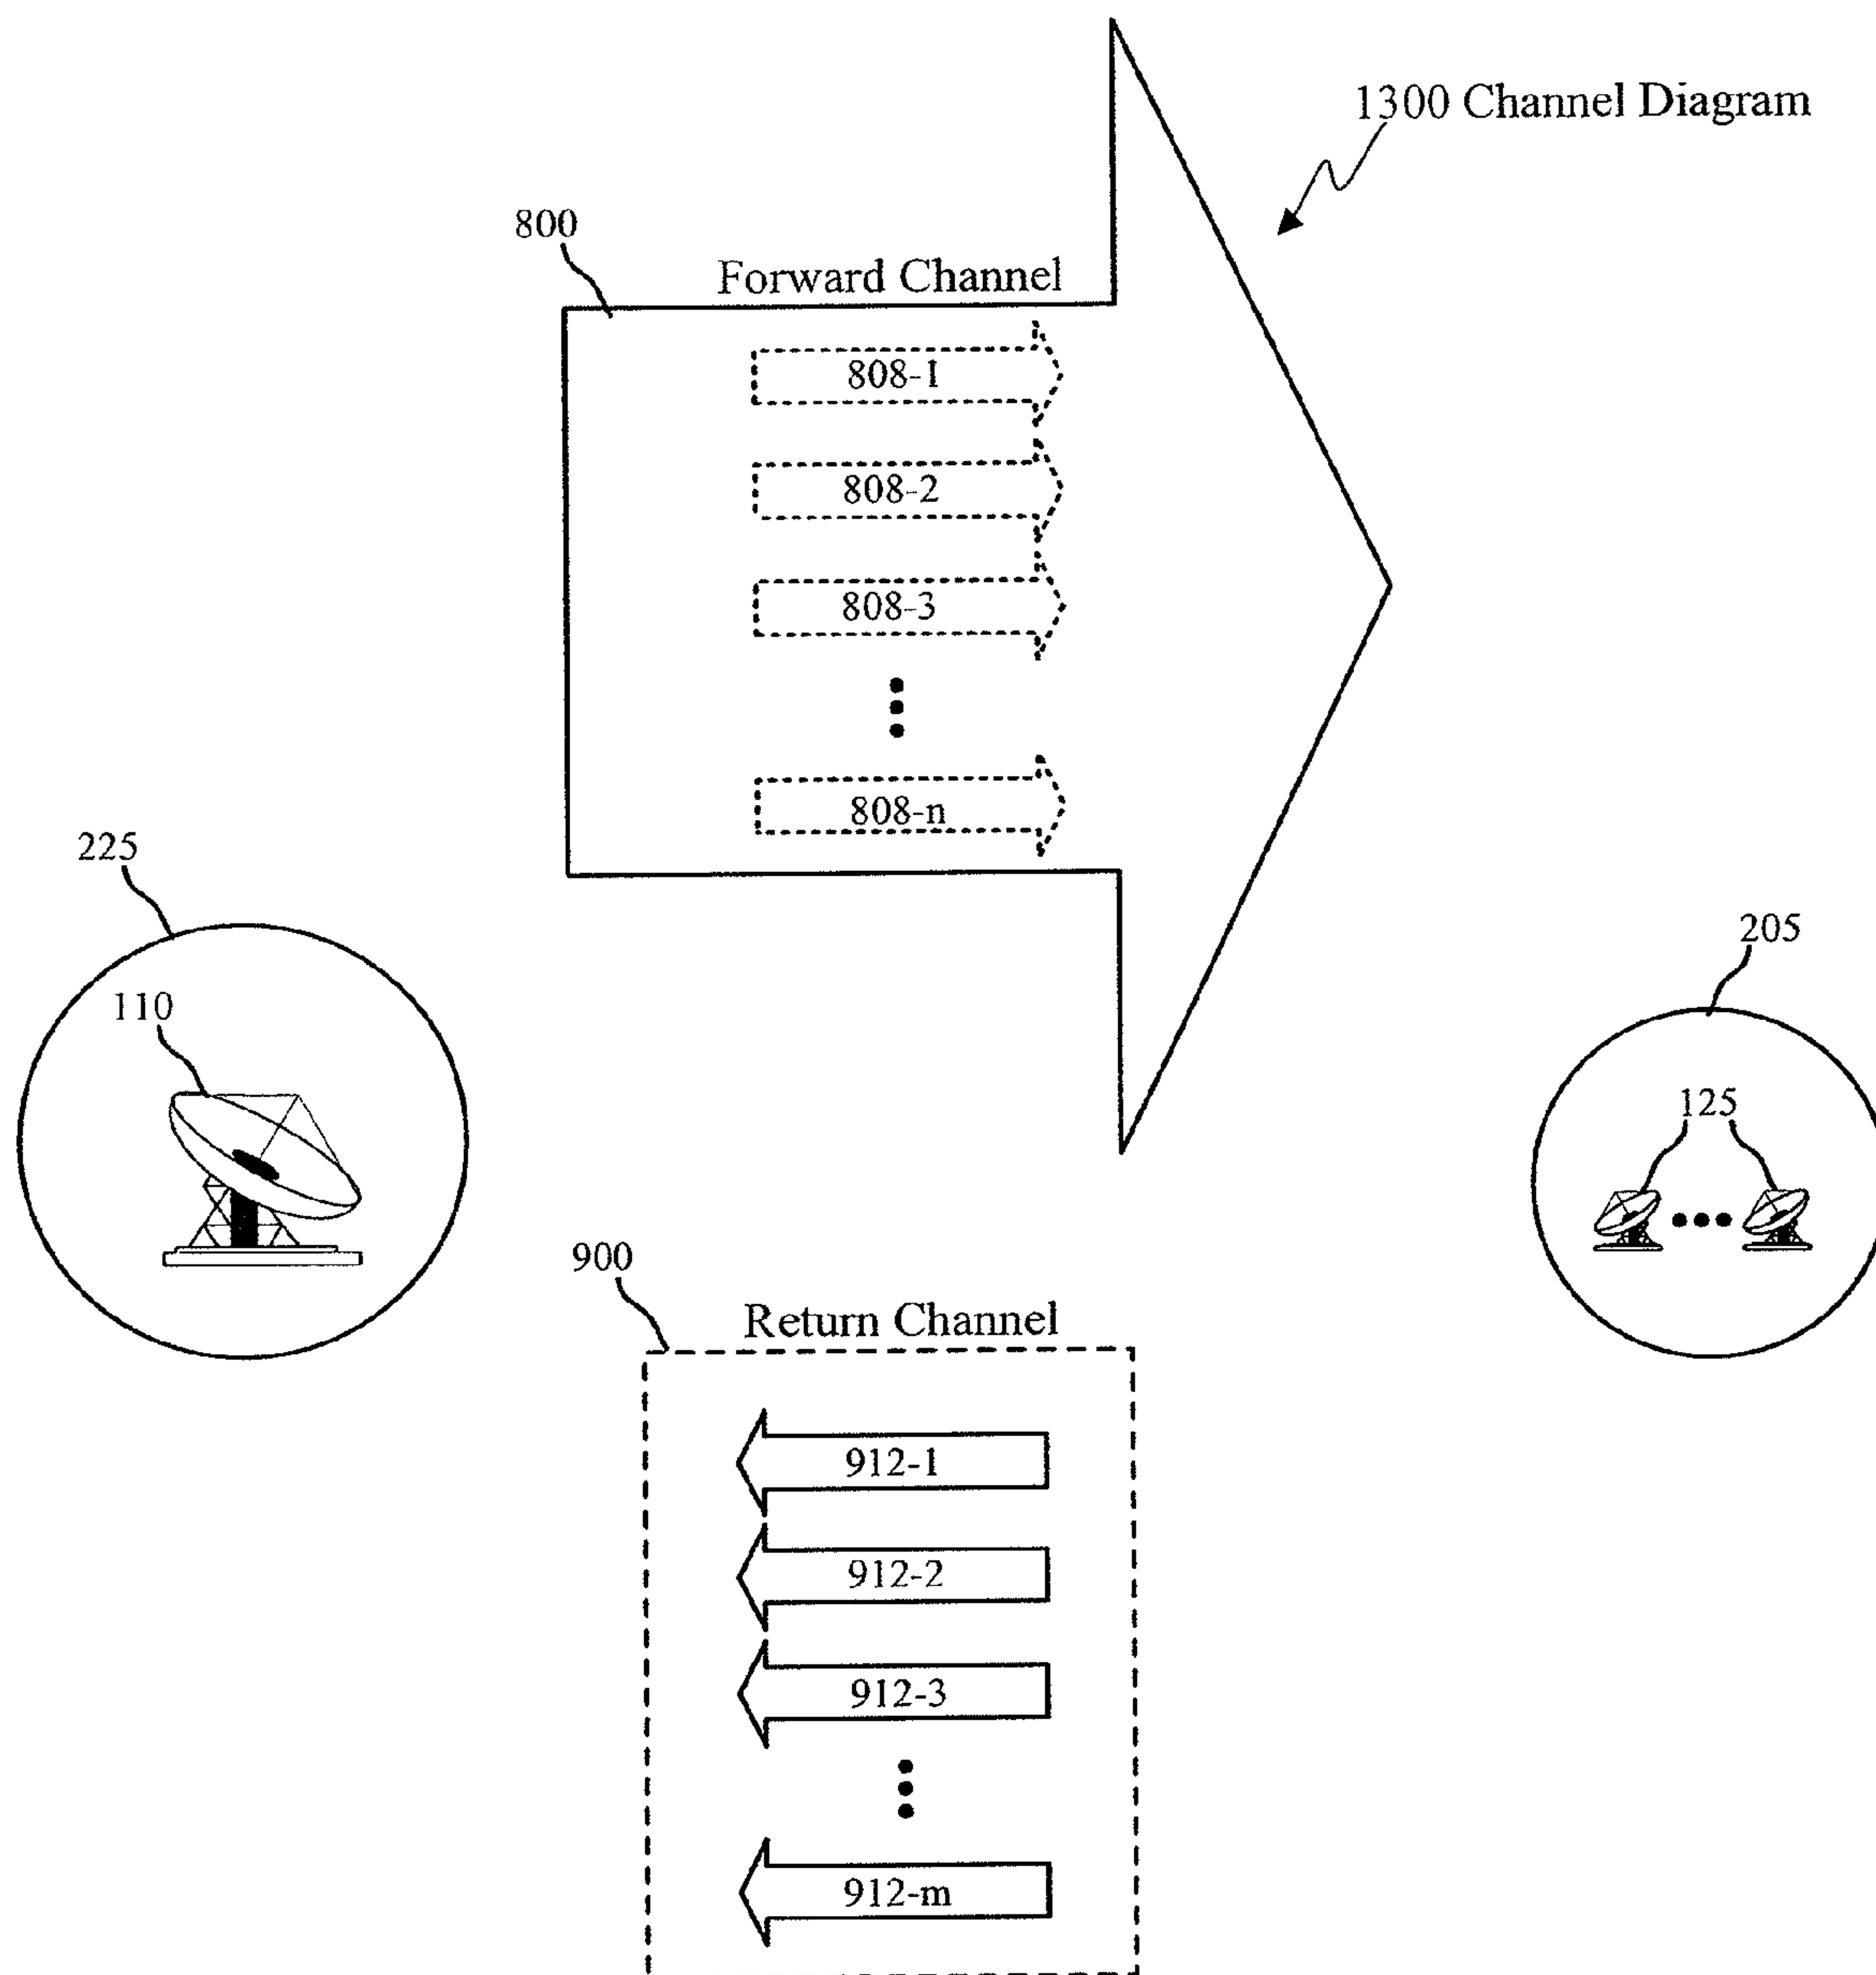 1300 Channel Diagram
800
Forward Channel
808-1
808-2
808-3
808-n
225
110
205
125
900
Return Channel
912-1
912-2
912-3
912-m